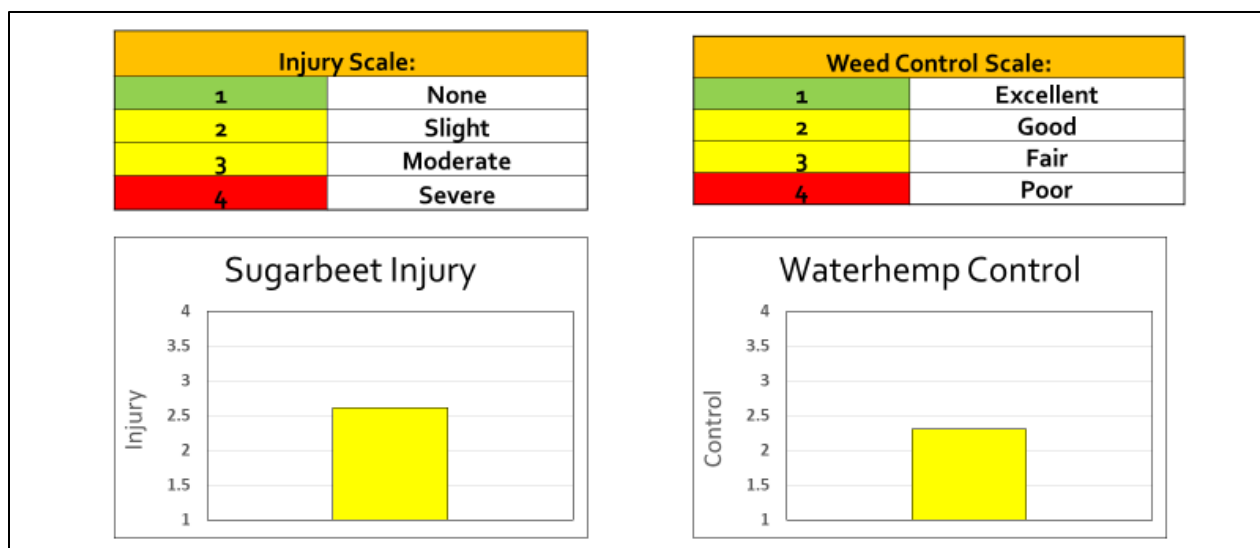 Injury Scale:
1 None
2 Slight
3 Moderate
4 Severe
Weed Control Scale:
1 Excellent
2 Good
3 Fair
4 Poor
Sugarbeet Injury
4
3.5
3
2.5
2
1.5
1
Injury
Waterhemp Control
4
3.5
3
2.5
2
1.5
1
Control